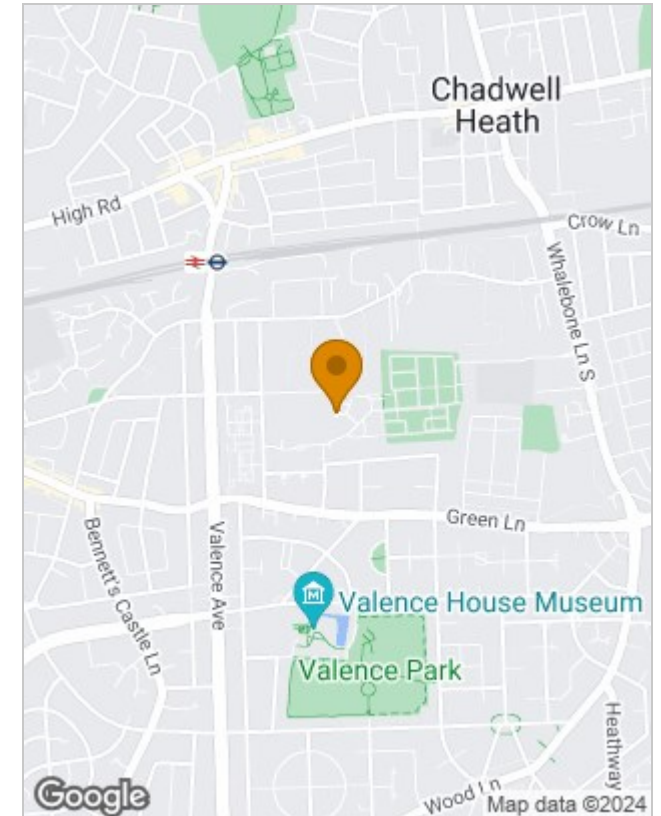 Chadwell
Heath
High Rd
Crow Ln
Whalebone Ln S
Green Ln
Bennett's Castle Ln
Valence Ave
M
Valence House Museum
Valence Park
Heathway
Wood Ln
Google
Map data ©2024